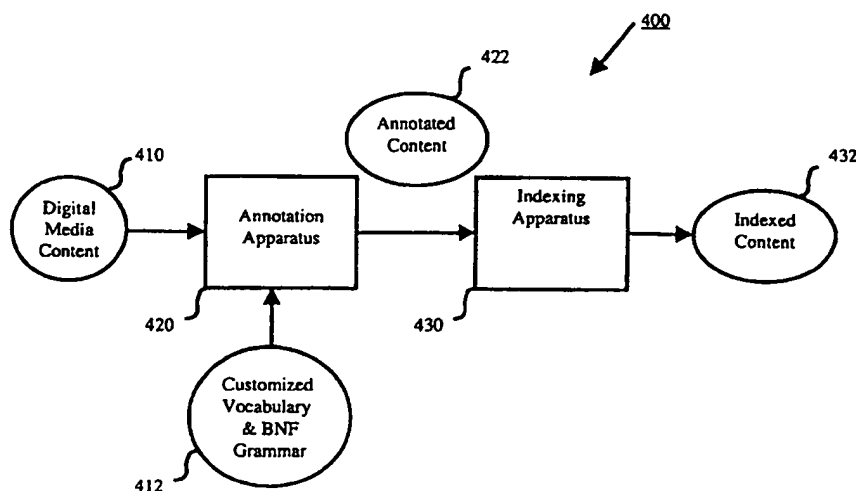 400
422
Annotated
Content
410
432
Digital
Media
Content
Annotation
Apparatus
Indexing
Apparatus
Indexed
Content
420
430
Customized
Vocabulary
& BNF
Grammar
412